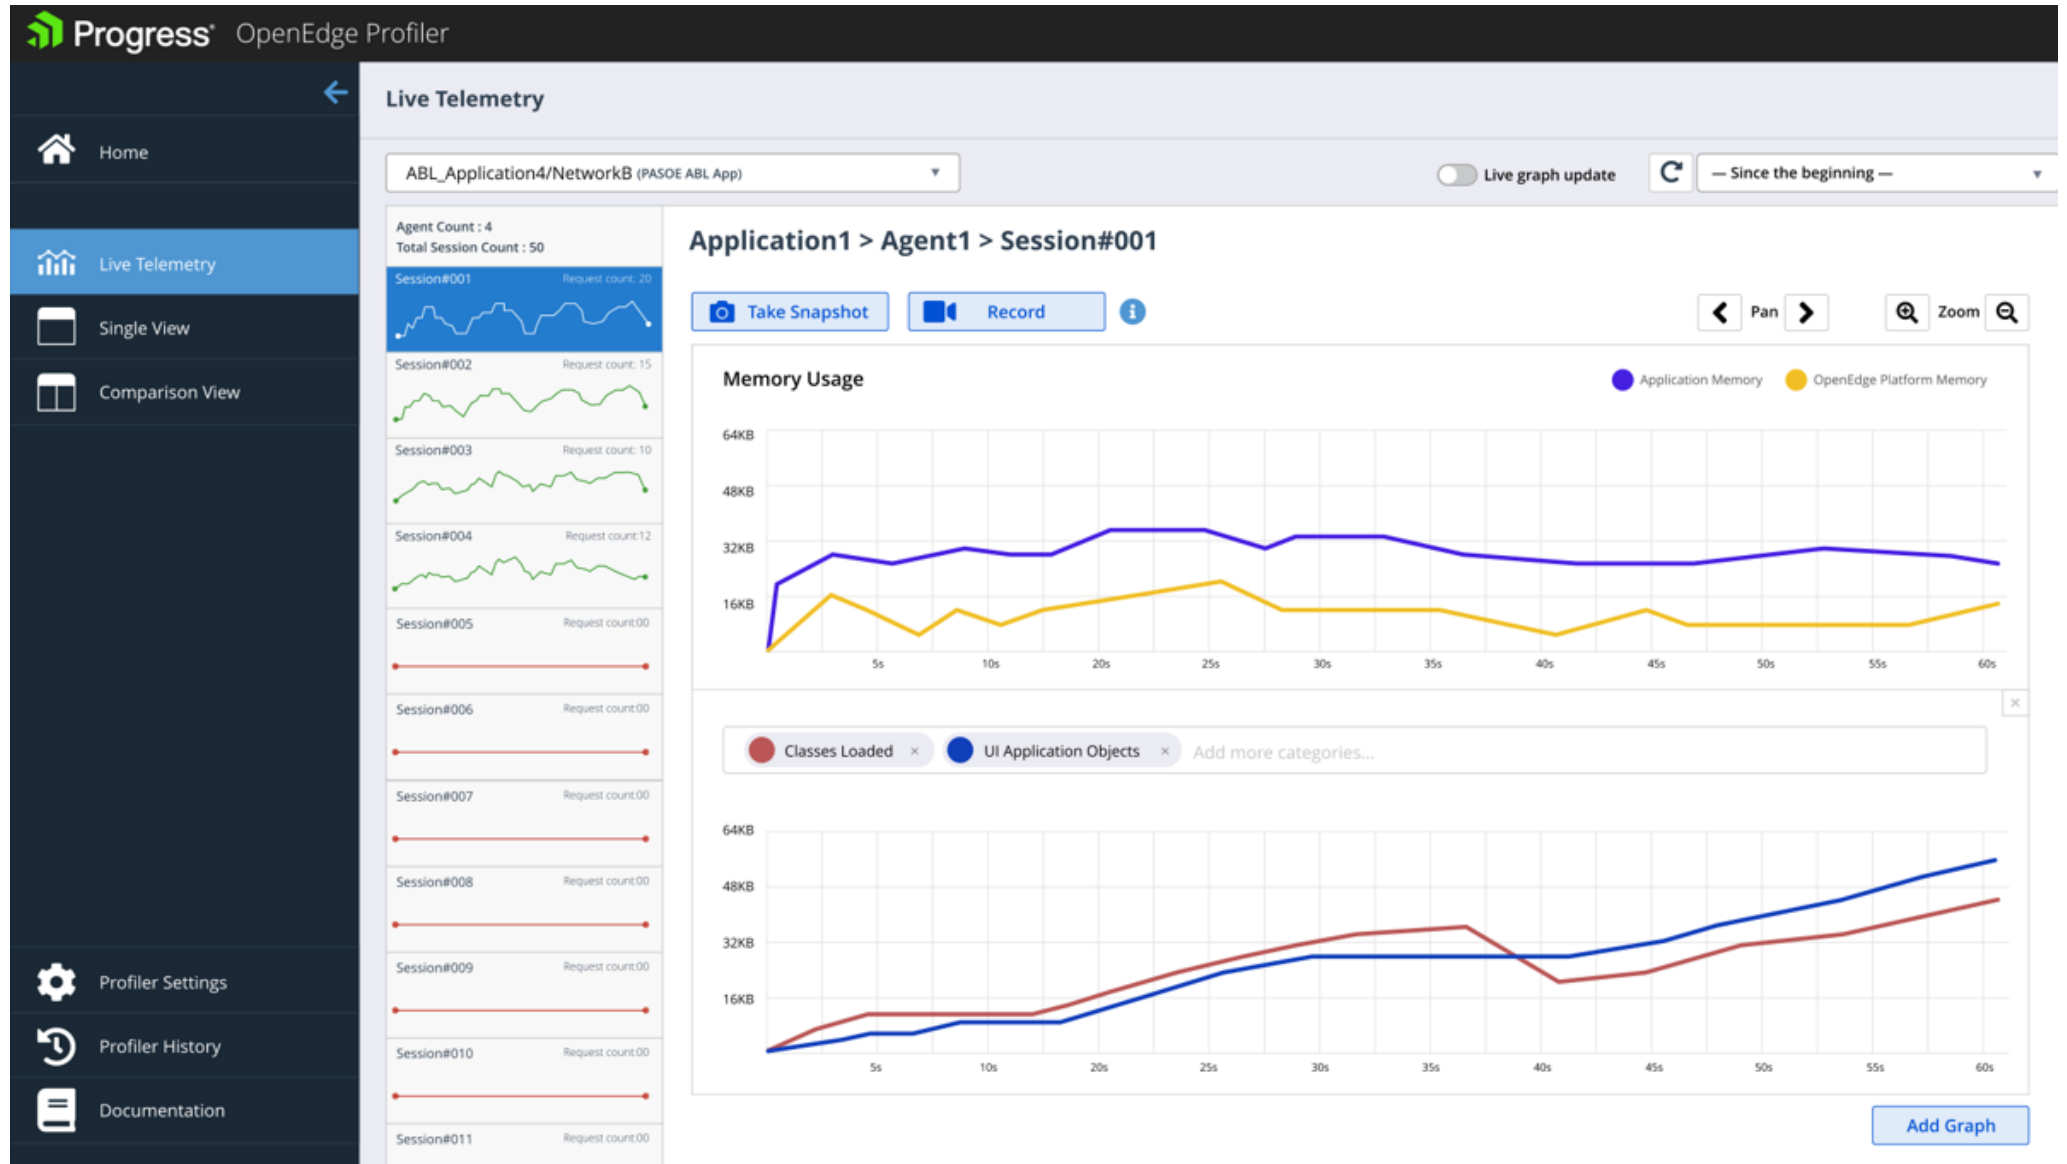 Progress® OpenEdge Profiler
Home
Live Telemetry
Single View
Comparison View
Profiler Settings
Profiler History
Documentation
Live Telemetry
ABL_Application4/NetworkB (PASOE ABL App)
Live graph update
— Since the beginning —
Agent Count : 4
Total Session Count : 50
Session#001 Request count: 20
Session#002 Request count: 15
Session#003 Request count: 10
Session#004 Request count:12
Session#005 Request count:00
Session#006 Request count:00
Session#007 Request count:00
Session#008 Request count:00
Session#009 Request count:00
Session#010 Request count:00
Session#011 Request count:00
Application1 > Agent1 > Session#001
Take Snapshot
Record
Pan
Zoom
Memory Usage
Application Memory
OpenEdge Platform Memory
64KB
48KB
32KB
16KB
5s 10s 20s 25s 30s 35s 40s 45s 50s 55s 60s
Classes Loaded × UI Application Objects × Add more categories...
64KB
48KB
32KB
16KB
5s 10s 20s 25s 30s 35s 40s 45s 50s 55s 60s
Add Graph